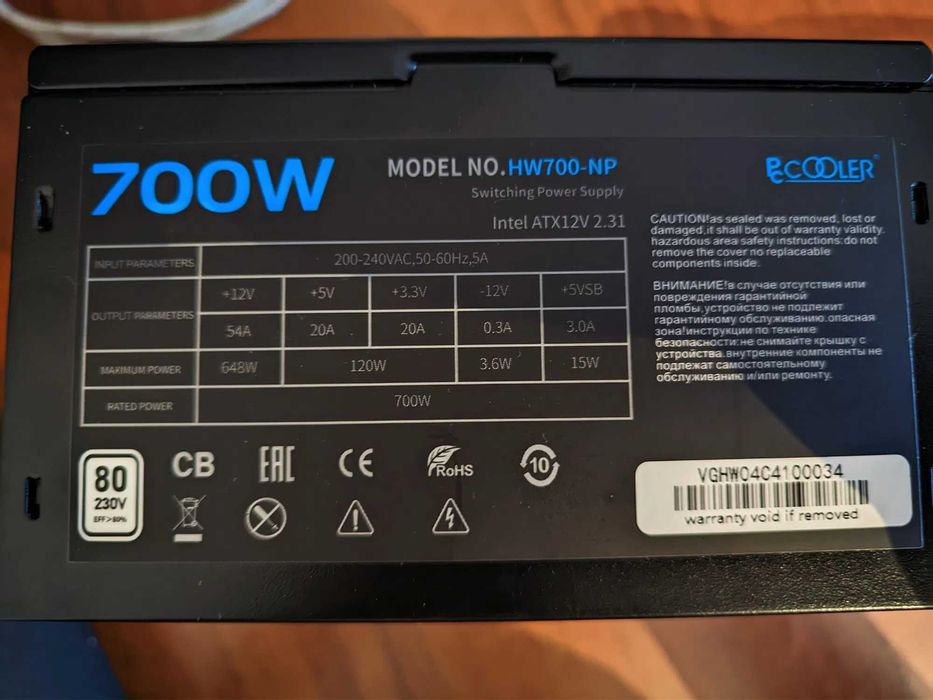 700W
MODEL NO.HW700-NP
Switching Power Supply
Intel ATX12V 2.31
PCCOOLER
INPUT PARAMETERS 200-240VAC,50-60Hz,5A
OUTPUT PARAMETERS +12V +5V +3.3V -12V +5VSB
54A 20A 20A 0.3A 3.0A
MAXIMUM POWER 648W 120W 3.6W 15W
RATED POWER 700W
CAUTION!as sealed was removed, lost or
damaged,it shall be out of warranty validity.
hazardous area safety instructions:do not
remove the cover no replaceable
components inside.
ВНИМАНИЕ!в случае отсутствия или
повреждения гарантийной
пломбы,устройство не подлежит
гарантийному обслуживанию.опасная
зона!инструкции по технике
безопасности:не снимайте крышку с
устройства.внутренние компоненты не
подлежат самостоятельному
обслуживанию и/или ремонту.
80
230V
EFF>80%
CB
EAC
CE
RoHS
10
VGHW04C4100034
warranty void if removed